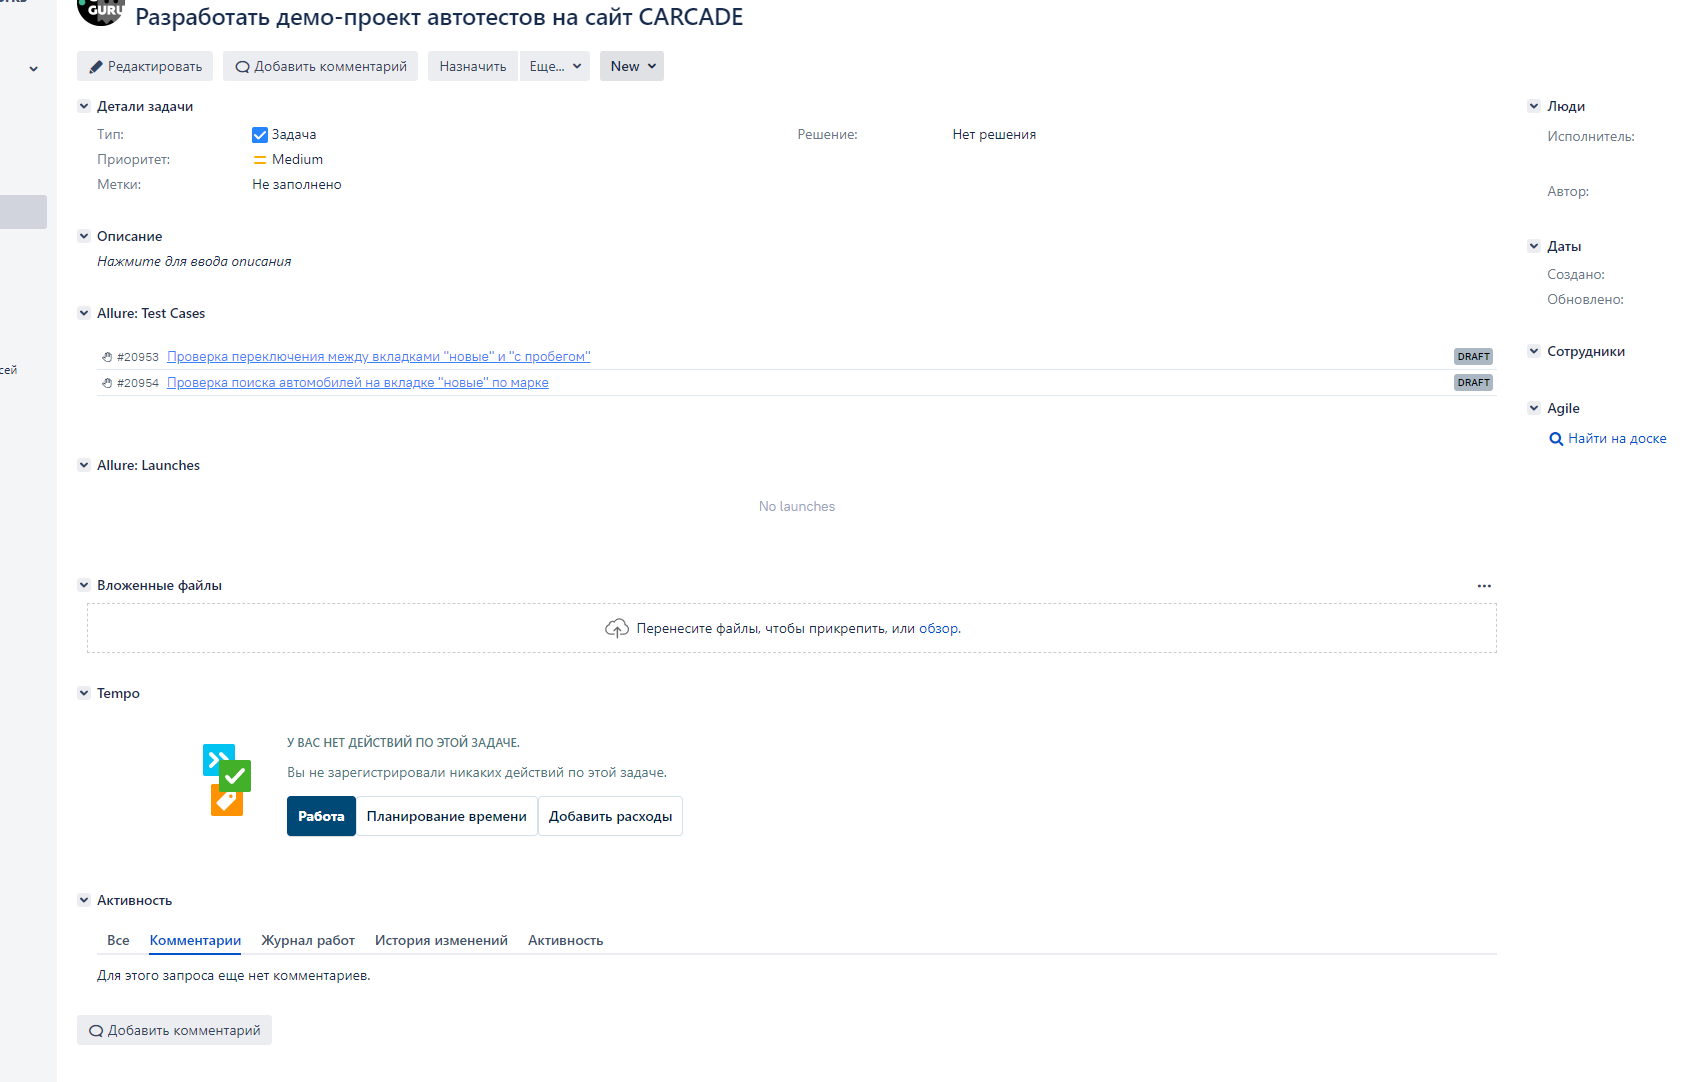 GURU
Разработать демо-проект автотестов на сайт CARCADE
Редактировать
Добавить комментарий
Назначить
Еще...
New
Детали задачи
Тип:
Задача
Решение:
Нет решения
Приоритет:
Medium
Метки:
Не заполнено
Описание
Нажмите для ввода описания
Allure: Test Cases
#20953 Проверка переключения между вкладками "новые" и "с пробегом" DRAFT
#20954 Проверка поиска автомобилей на вкладке "новые" по марке DRAFT
Allure: Launches
No launches
Вложенные файлы
Перенесите файлы, чтобы прикрепить, или обзор.
Tempo
У ВАС НЕТ ДЕЙСТВИЙ ПО ЭТОЙ ЗАДАЧЕ.
Вы не зарегистрировали никаких действий по этой задаче.
Работа
Планирование времени
Добавить расходы
Активность
Все
Комментарии
Журнал работ
История изменений
Активность
Для этого запроса еще нет комментариев.
Добавить комментарий
Люди
Исполнитель:
Автор:
Даты
Создано:
Обновлено:
Сотрудники
Agile
Найти на доске
сей